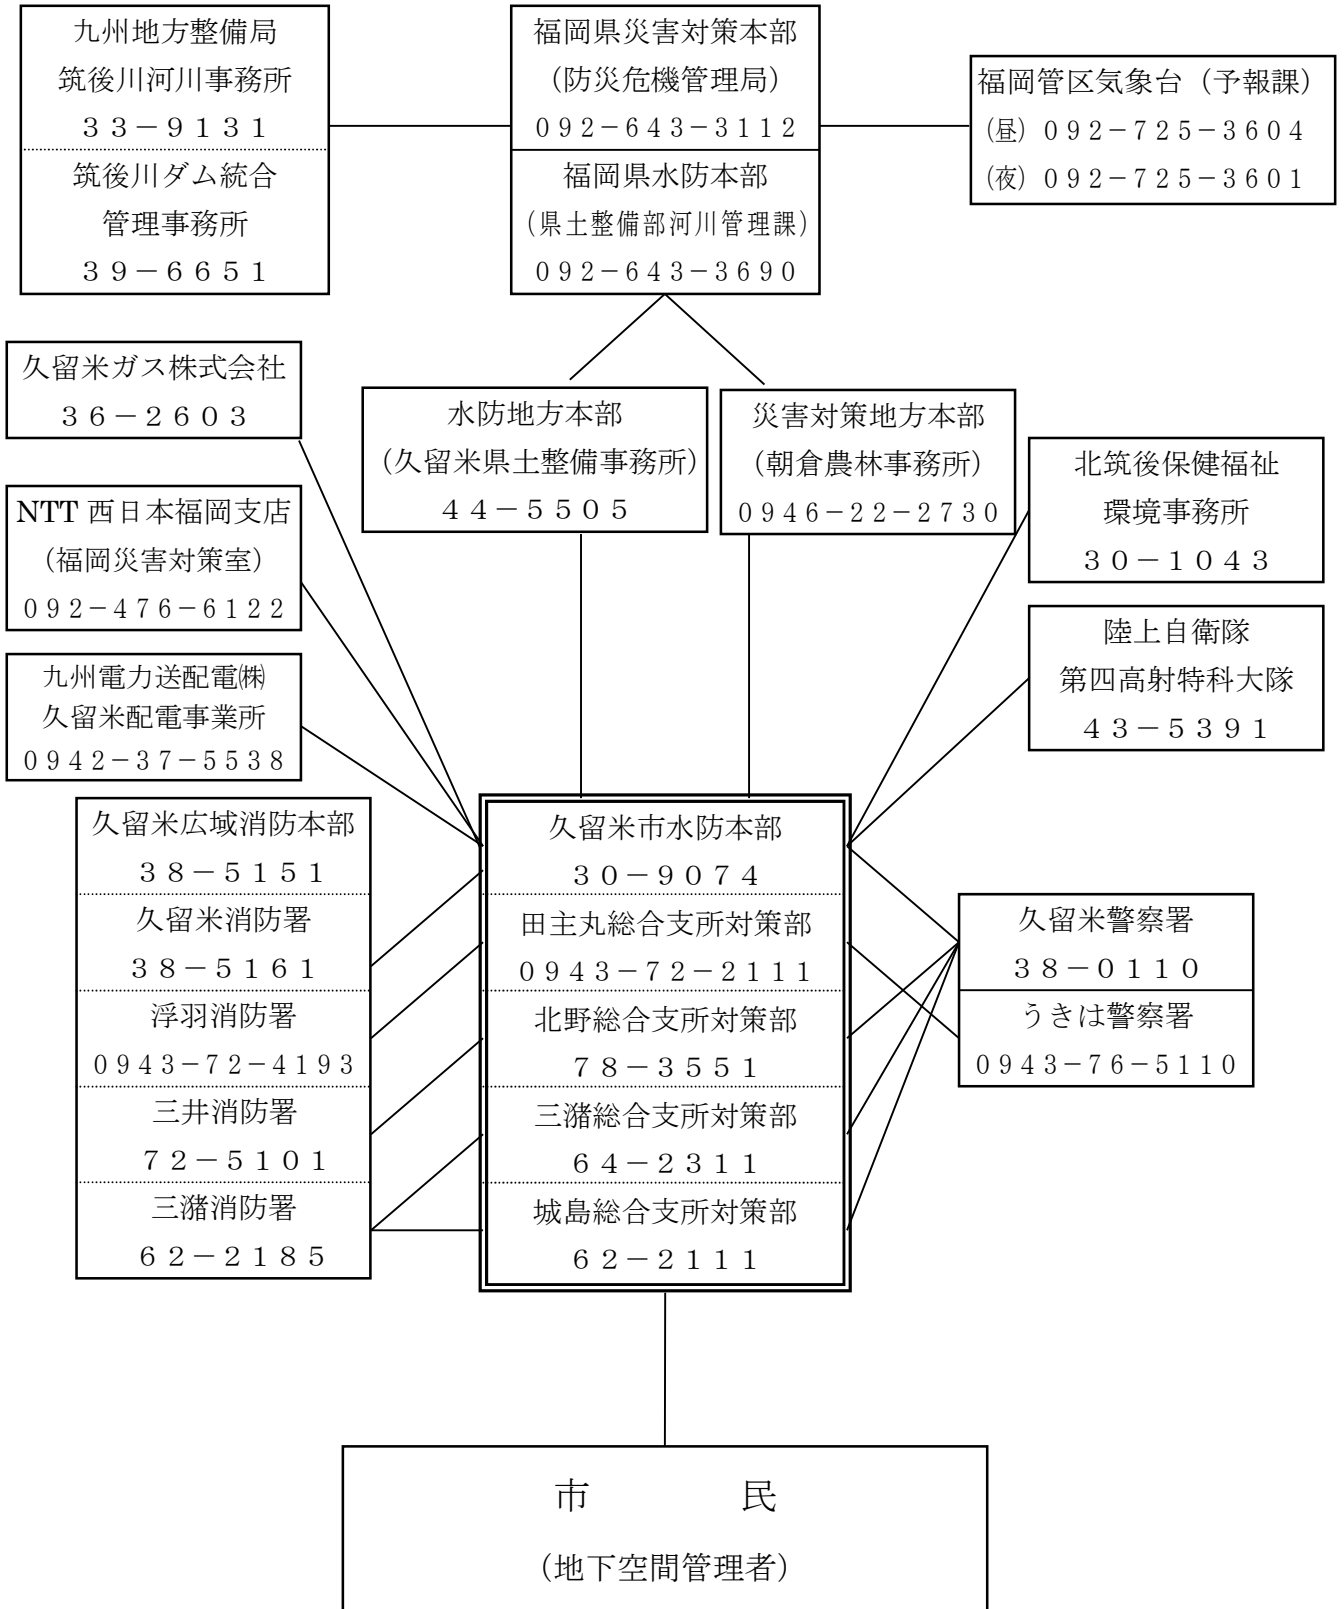 九州地方整備局
筑後川河川事務所
３３－９１３１
筑後川ダム統合
管理事務所
３９－６６５１
福岡県災害対策本部
（防災危機管理局）
０９２－６４３－３１１２
福岡県水防本部
（県土整備部河川管理課）
０９２－６４３－３６９０
福岡管区気象台（予報課）
（昼）０９２－７２５－３６０４
（夜）０９２－７２５－３６０１
久留米ガス株式会社
３６－２６０３
水防地方本部
（久留米県土整備事務所）
４４－５５０５
災害対策地方本部
（朝倉農林事務所）
０９４６－２２－２７３０
北筑後保健福祉
環境事務所
３０－１０４３
NTT 西日本福岡支店
（福岡災害対策室）
０９２－４７６－６１２２
陸上自衛隊
第四高射特科大隊
４３－５３９１
九州電力送配電㈱
久留米配電事業所
０９４２－３７－５５３８
久留米広域消防本部
３８－５１５１
久留米消防署
３８－５１６１
浮羽消防署
０９４３－７２－４１９３
三井消防署
７２－５１０１
三潴消防署
６２－２１８５
久留米市水防本部
３０－９０７４
田主丸総合支所対策部
０９４３－７２－２１１１
北野総合支所対策部
７８－３５５１
三潴総合支所対策部
６４－２３１１
城島総合支所対策部
６２－２１１１
久留米警察署
３８－０１１０
うきは警察署
０９４３－７６－５１１０
市　　　　民
（地下空間管理者）